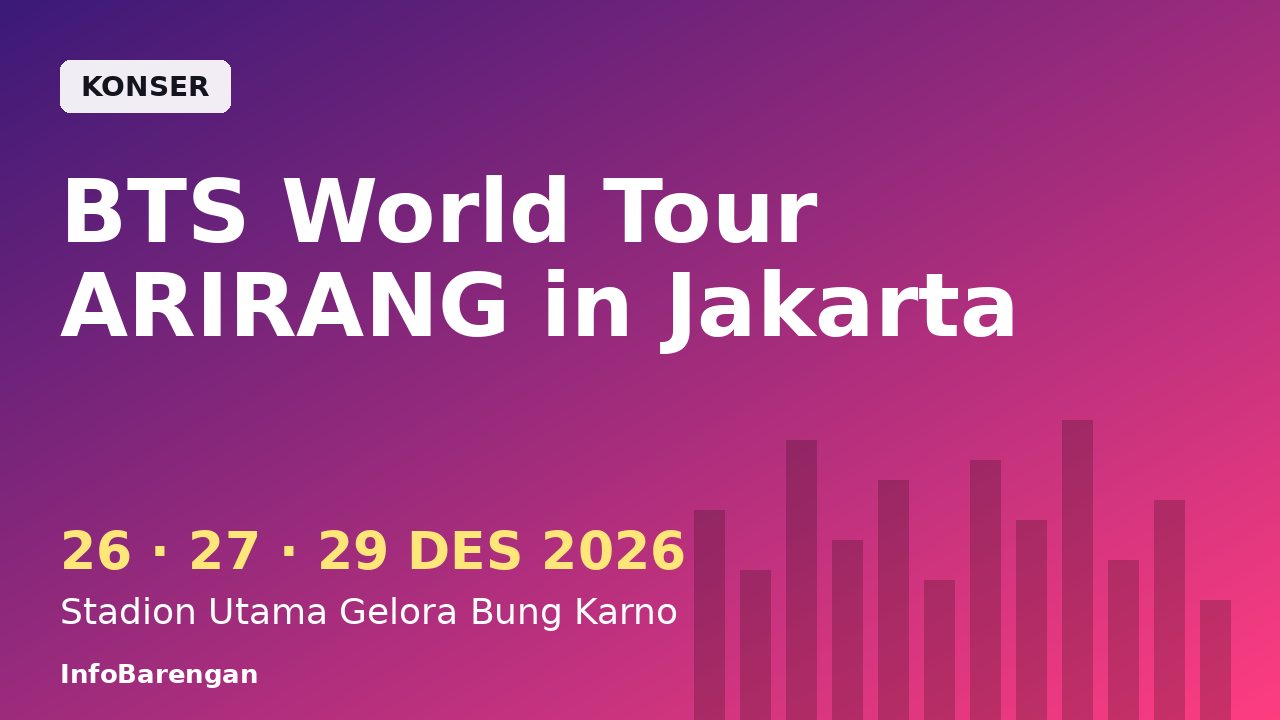 KONSER
BTS World Tour
ARIRANG in Jakarta
26 · 27 · 29 DES 2026
Stadion Utama Gelora Bung Karno
InfoBarengan